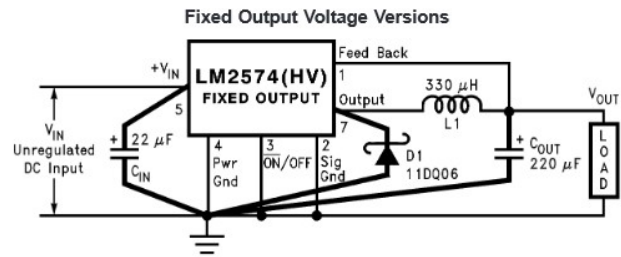 Fixed Output Voltage Versions
Feed Back
+VIN
LM2574(HV)
1
330 μH
FIXED OUTPUT
Output
VOUT
5
7
L1
VIN
+
22 μF
4
3
2
+
COUT
LOAD
Unregulated
Pwr
ON/OFF
Sig
D1
220 μF
DC Input
CIN
Gnd
Gnd
11DQ06